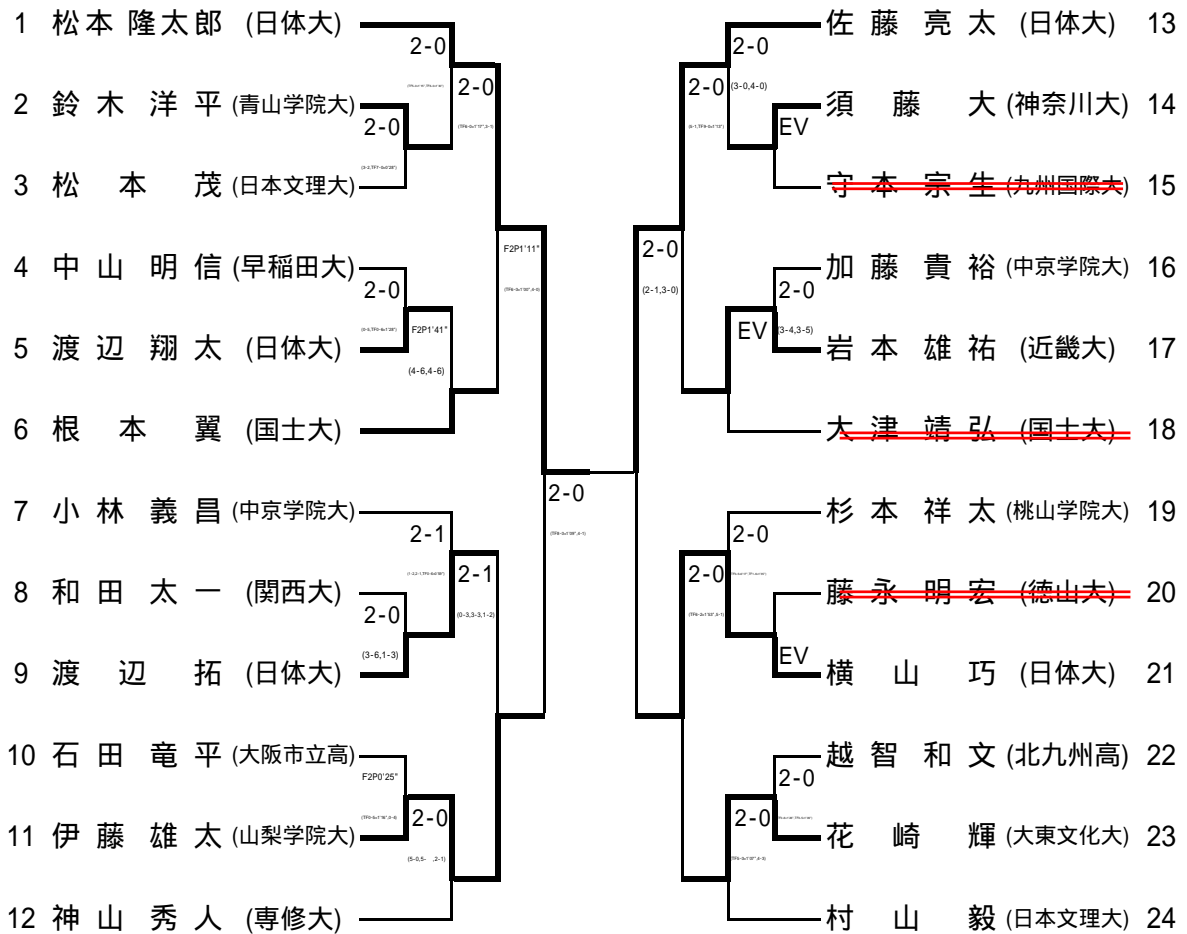 1 松本 隆太郎 (日体大)
2-0
2 鈴木 洋平 (青山学院大)
2-0
2-0
3 松本 茂 (日本文理大)
4 中山 明信 (早稲田大)
2-0
F2P1'11"
5 渡辺 翔太 (日体大)
F2P1'41"
(4-6,4-6)
6 根本 翼 (国士大)
7 小林 義昌 (中京学院大)
2-1
8 和田 太一 (関西大)
2-0
2-1
(0-3,3-3,1-2)
9 渡辺 拓 (日体大)
(3-6,1-3)
10 石田 竜平 (大阪市立高)
F2P0'25"
11 伊藤 雄太 (山梨学院大)
2-0
12 神山 秀人 (専修大)
2-0
佐藤 亮太 (日体大) 13
2-0
(3-0,4-0)
2-0
須藤 大 (神奈川大) 14
EV
守本 宗生 (九州国際大) 15
2-0
(2-1,3-0)
加藤 貴裕 (中京学院大) 16
2-0
(3-4,3-5)
EV
岩本 雄祐 (近畿大) 17
大津 靖弘 (国士大) 18
杉本 祥太 (桃山学院大) 19
2-0
2-0
藤永 明宏 (徳山大) 20
EV
横山 巧 (日体大) 21
越智 和文 (北九州高) 22
2-0
2-0
花崎 輝 (大東文化大) 23
村山 毅 (日本文理大) 24